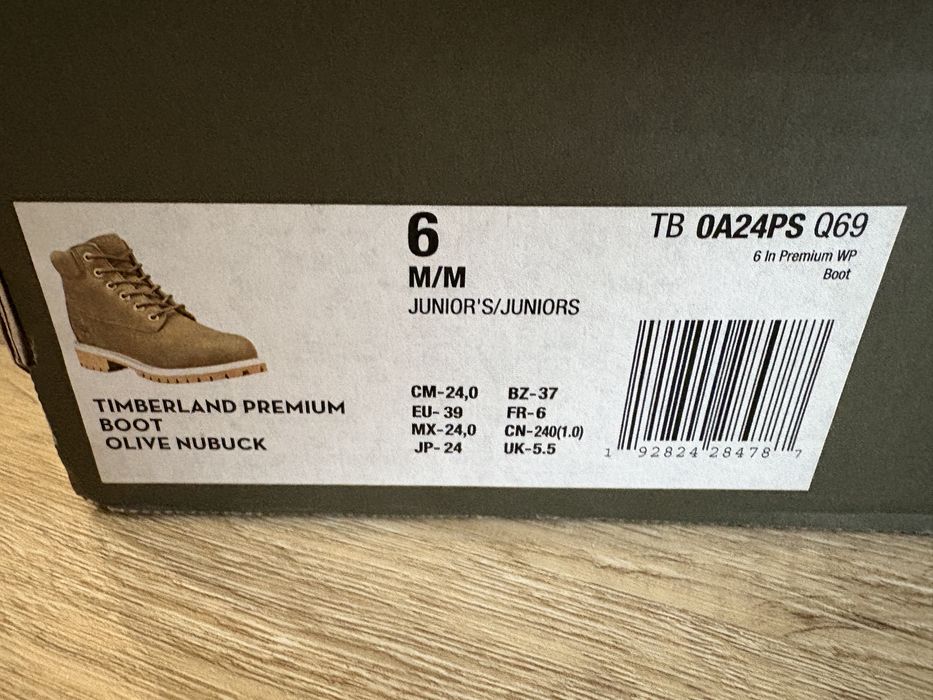 6
M/M
JUNIOR'S/JUNIORS
TB 0A24PS Q69
6 In Premium WP
Boot
TIMBERLAND PREMIUM
BOOT
OLIVE NUBUCK
CM-24,0 BZ-37
EU- 39 FR-6
MX-24,0 CN-240(1.0)
JP- 24 UK-5.5
1 92824 28478 7